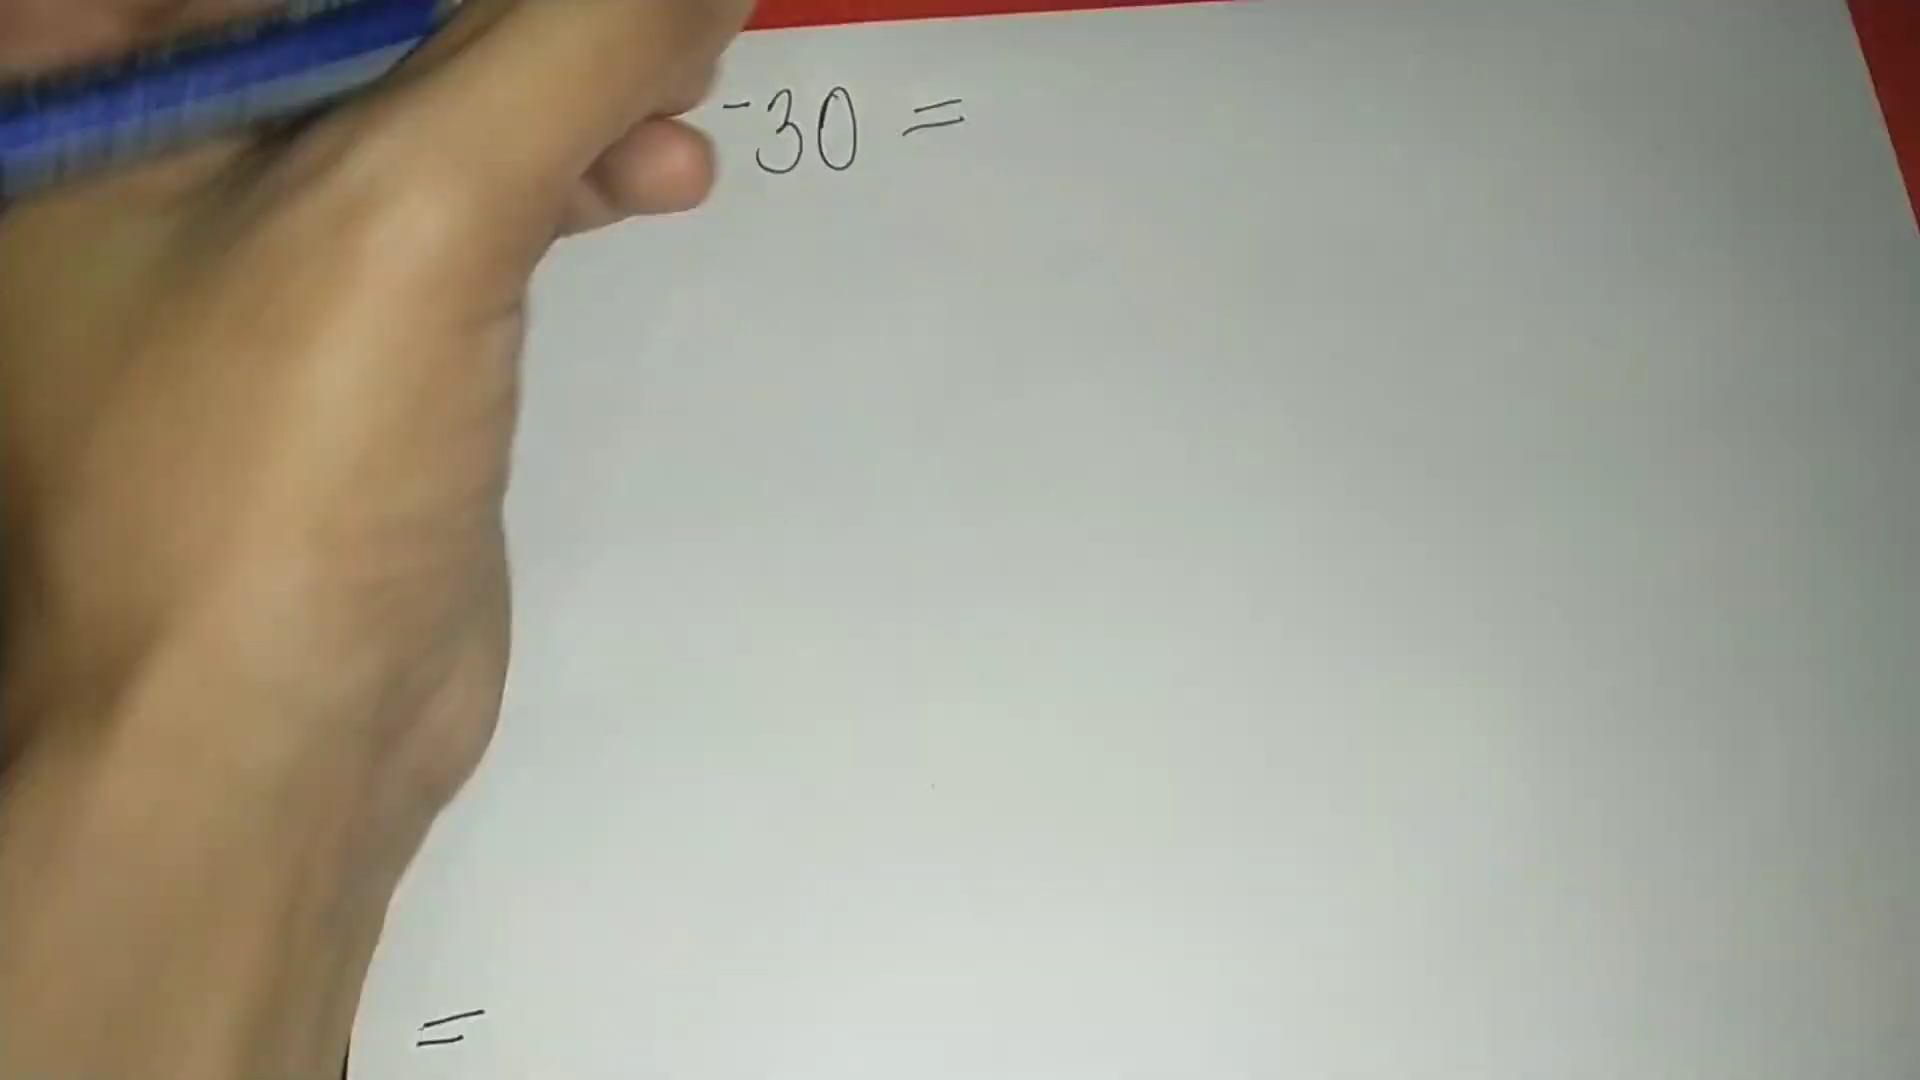 -30 =
=